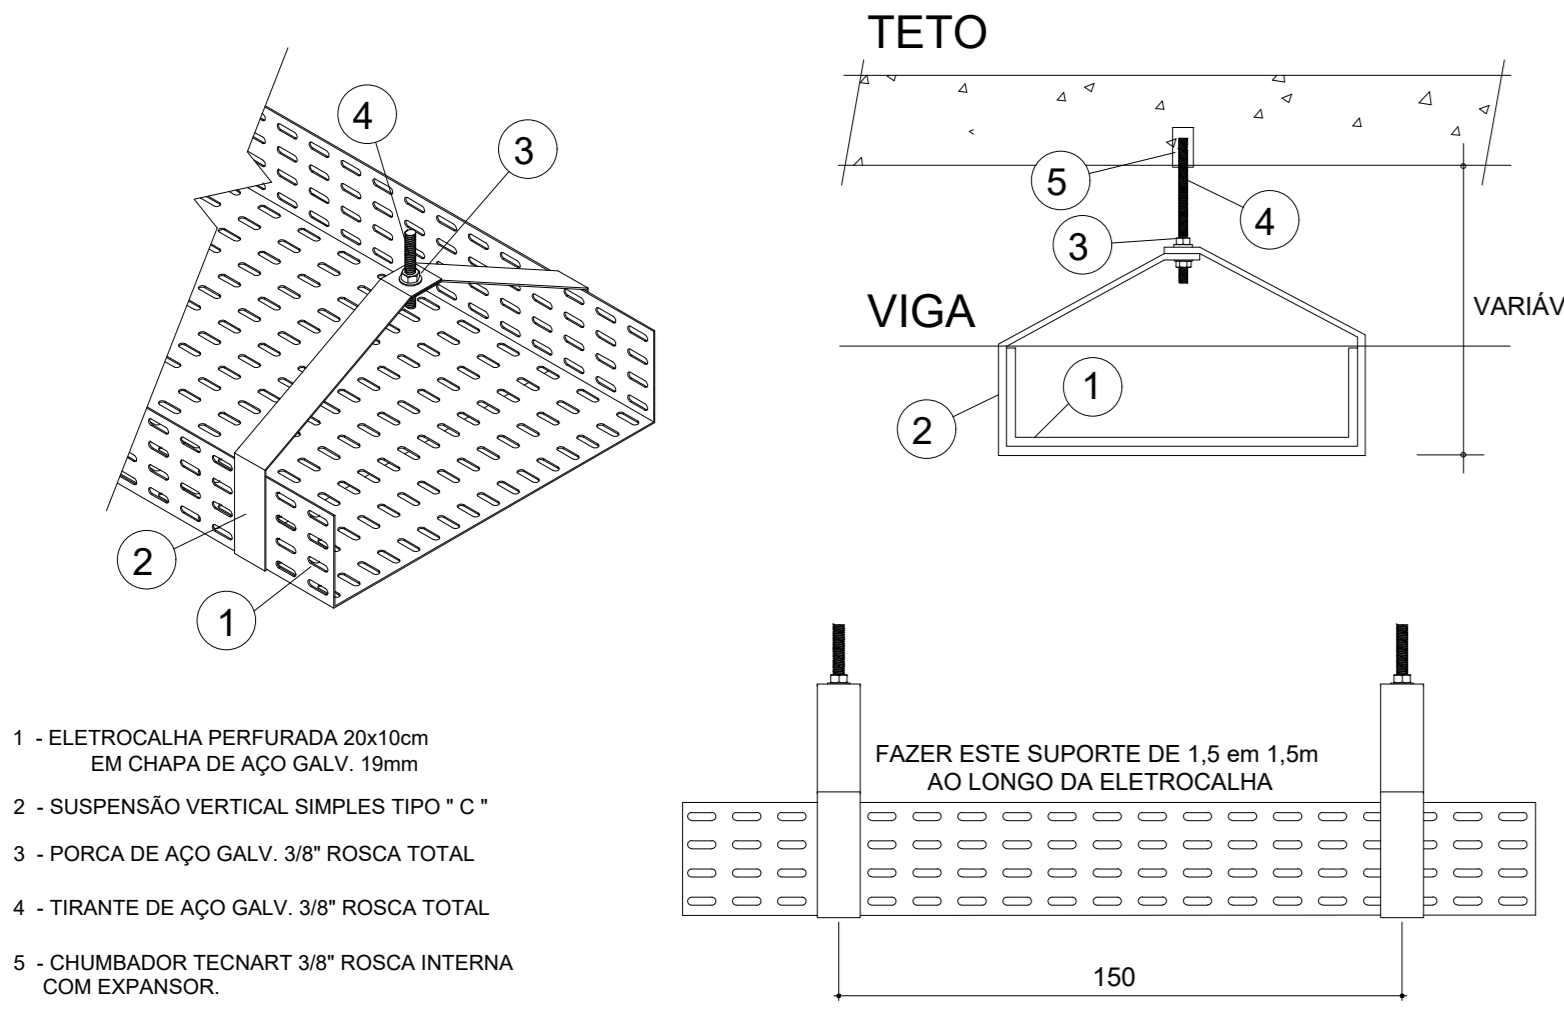 TETO
4
3
5
4
3
VIGA
VARIÁV
1
2
2
1
1 - ELETROCALHA PERFURADA 20x10cm
EM CHAPA DE AÇO GALV. 19mm
2 - SUSPENSÃO VERTICAL SIMPLES TIPO " C "
3 - PORCA DE AÇO GALV. 3/8" ROSCA TOTAL
4 - TIRANTE DE AÇO GALV. 3/8" ROSCA TOTAL
5 - CHUMBADOR TECNART 3/8" ROSCA INTERNA
COM EXPANSOR.
FAZER ESTE SUPORTE DE 1,5 em 1,5m
AO LONGO DA ELETROCALHA
150